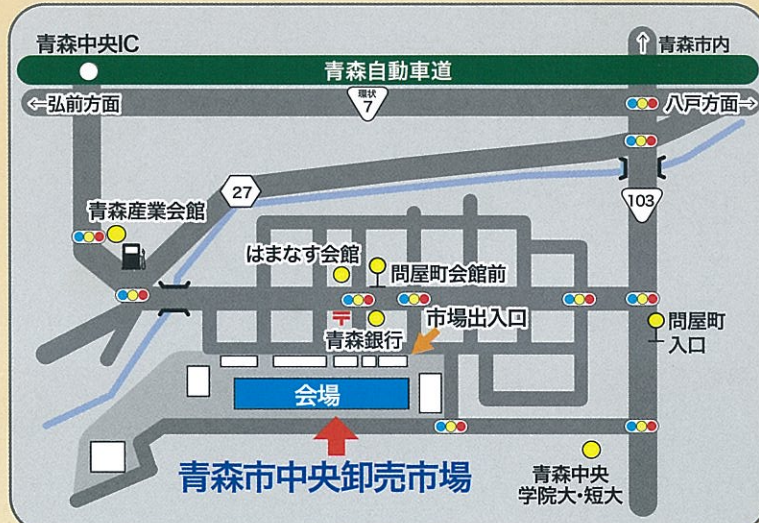 青森中央IC
↑
青森市内
青森自動車道
←弘前方面
環状
7
八戸方面→
27
103
青森産業会館
はまなす会館
問屋町会館前
〒
青森銀行
市場出入口
問屋町
入口
会場
青森市中央卸売市場
青森中央
学院大・短大